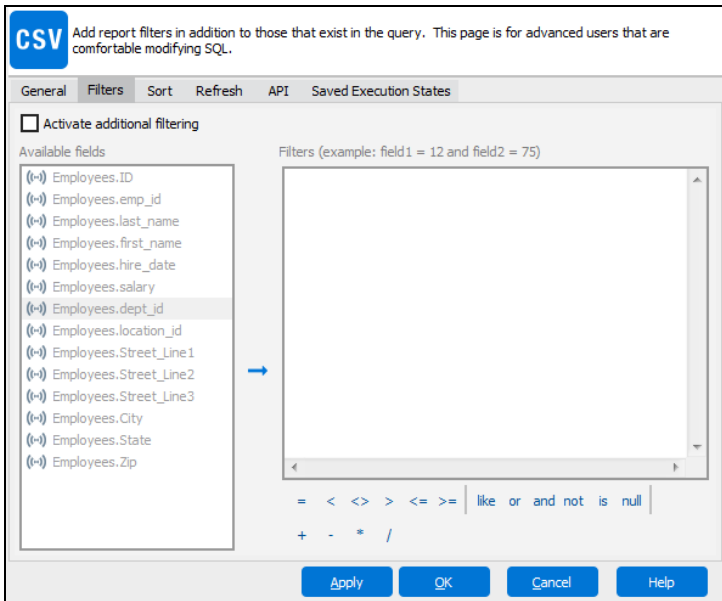 CSV
Add report filters in addition to those that exist in the query. This page is for advanced users that are
comfortable modifying SQL.
General Filters Sort Refresh API Saved Execution States
Activate additional filtering
Available fields
Filters (example: field1 = 12 and field2 = 75)
Employees.ID
Employees.emp_id
Employees.last_name
Employees.first_name
Employees.hire_date
Employees.salary
Employees.dept_id
Employees.location_id
Employees.Street_Line1
Employees.Street_Line2
Employees.Street_Line3
Employees.City
Employees.State
Employees.Zip
= < <> > <= >= like or and not is null
+ - * /
Apply OK Cancel Help